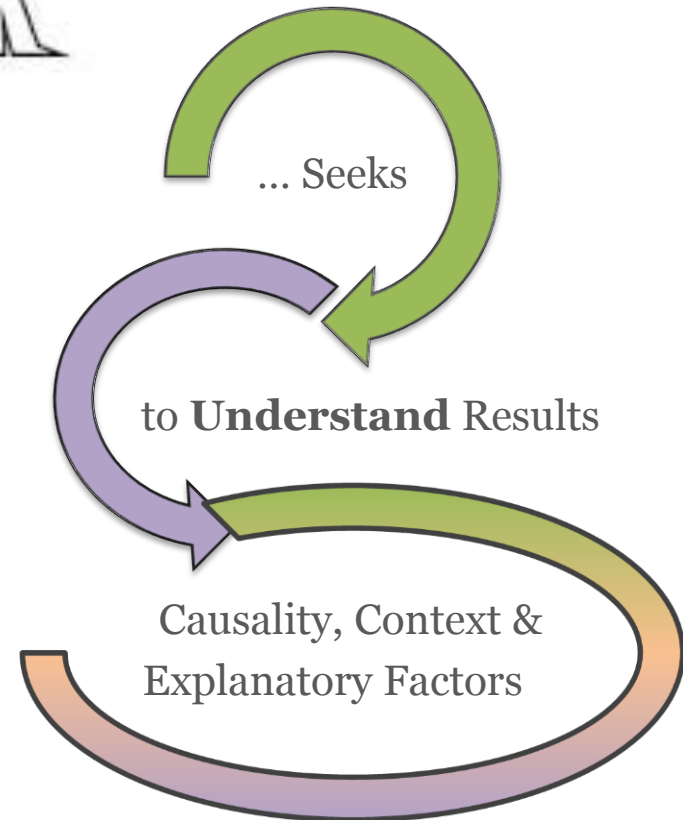 ... Seeks
to Understand Results
Causality, Context &
Explanatory Factors